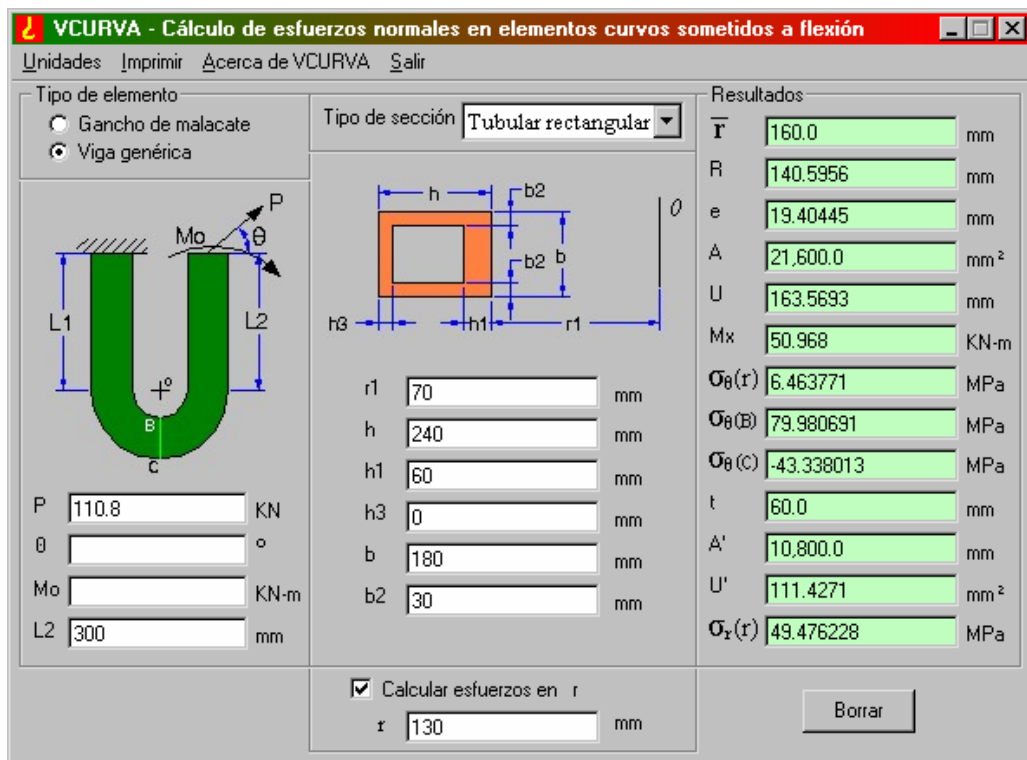 VCURVA - Cálculo de esfuerzos normales en elementos curvos sometidos a flexión
Unidades Imprimir Acerca de VCURVA Salir
Tipo de elemento
Gancho de malacate
Viga genérica
P
Mo
θ
L1
L2
B
C
P 110.8 KN
θ °
Mo KN-m
L2 300 mm
Tipo de sección Tubular rectangular
h
b2
0
b2 b
h3 h1 r1
r1 70 mm
h 240 mm
h1 60 mm
h3 0 mm
b 180 mm
b2 30 mm
Calcular esfuerzos en r
r 130 mm
Resultados
r̅ 160.0 mm
R 140.5956 mm
e 19.40445 mm
A 21,600.0 mm²
U 163.5693 mm
Mx 50.968 KN-m
σθ(r) 6.463771 MPa
σθ(B) 79.980691 MPa
σθ(C) -43.338013 MPa
t 60.0 mm
A' 10,800.0 mm
U' 111.4271 mm²
σr(r) 49.476228 MPa
Borrar